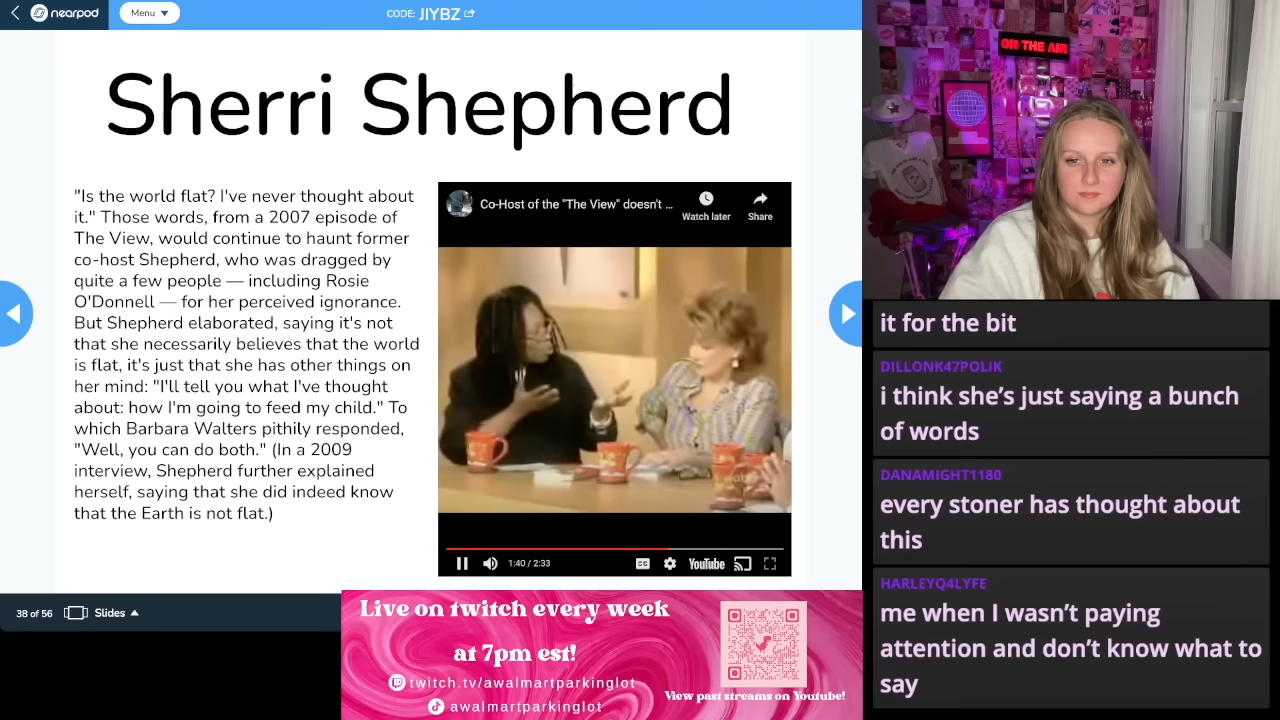 nearpod
Menu
CODE: JIYBZ
Sherri Shepherd
"Is the world flat? I've never thought about
it." Those words, from a 2007 episode of
The View, would continue to haunt former
co-host Shepherd, who was dragged by
quite a few people — including Rosie
O'Donnell — for her perceived ignorance.
But Shepherd elaborated, saying it's not
that she necessarily believes that the world
is flat, it's just that she has other things on
her mind: "I'll tell you what I've thought
about: how I'm going to feed my child." To
which Barbara Walters pithily responded,
"Well, you can do both." (In a 2009
interview, Shepherd further explained
herself, saying that she did indeed know
that the Earth is not flat.)
Co-Host of the "The View" doesn't ...
Watch later
Share
1:40 / 2:33
CC
YouTube
38 of 56
Slides
Live on twitch every week
at 7pm est!
twitch.tv/awalmartparkinglot
awalmartparkinglot
View past streams on Youtube!
ON THE AIR
it for the bit
DILLONK47POLIK
i think she's just saying a bunch
of words
DANAMIGHT1180
every stoner has thought about
this
HARLEYQ4LYFE
me when I wasn't paying
attention and don't know what to
say